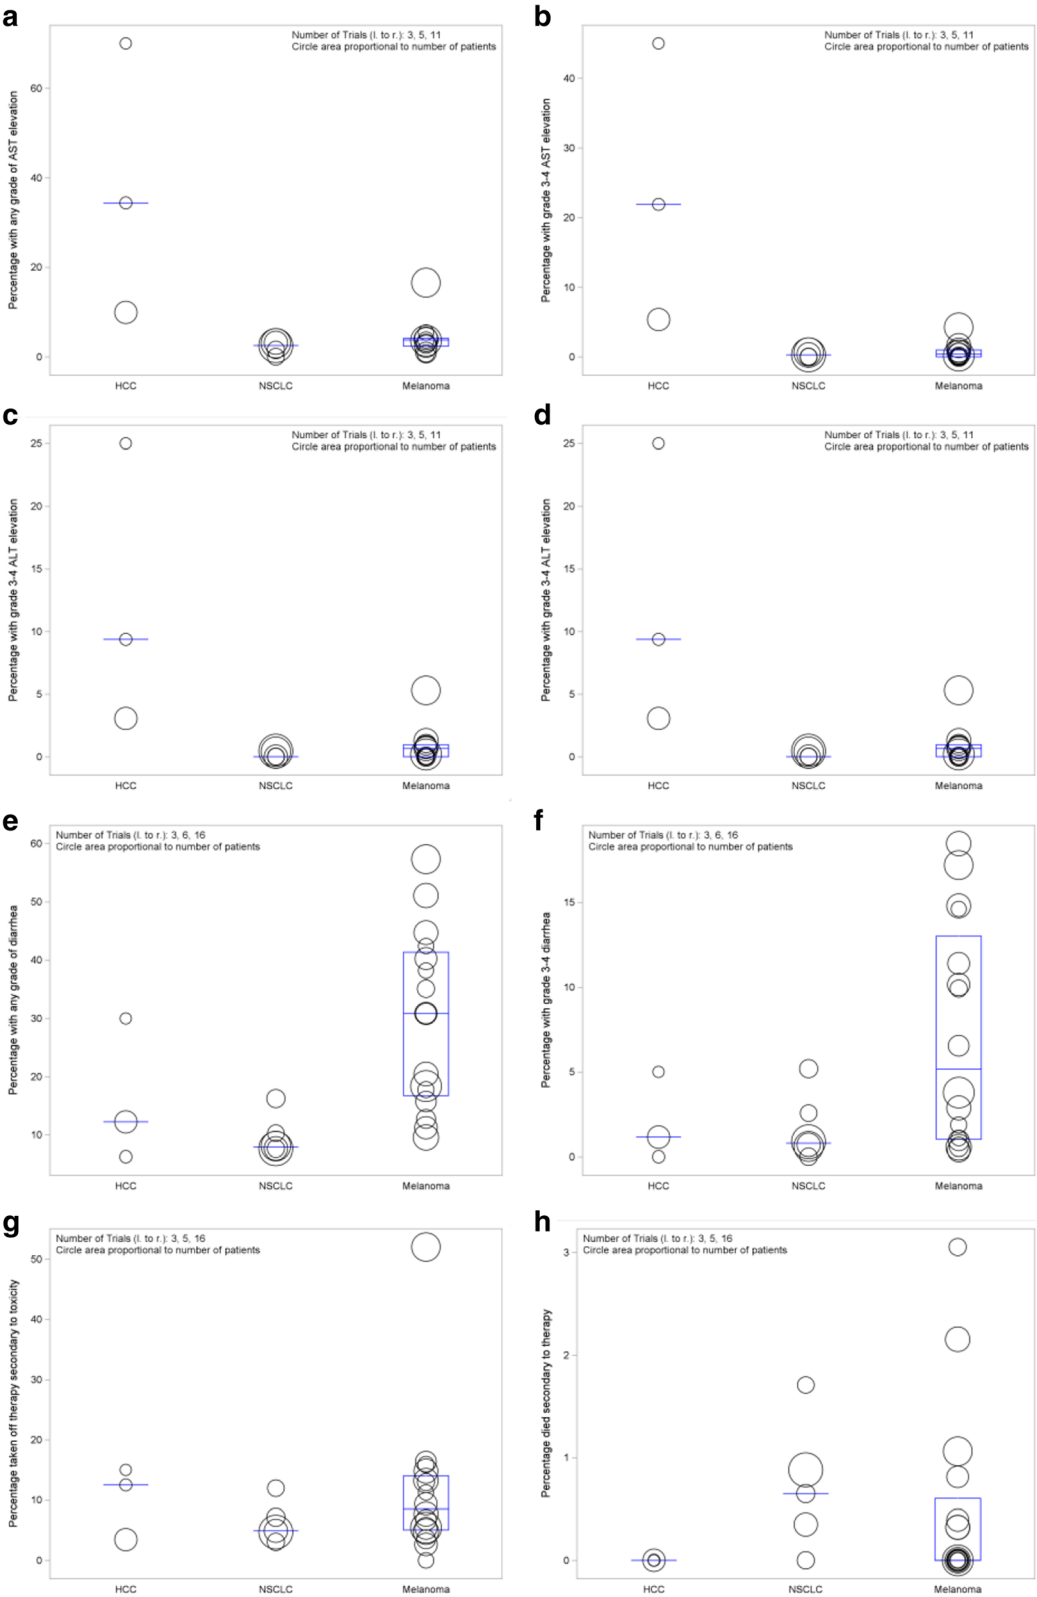 a
Number of Trials (l. to r.): 3, 5, 11
Circle area proportional to number of patients
Percentage with any grade of AST elevation
60
40
20
0
HCC NSCLC Melanoma
b
Number of Trials (l. to r.): 3, 5, 11
Circle area proportional to number of patients
Percentage with grade 3-4 AST elevation
40
30
20
10
0
HCC NSCLC Melanoma
c
Number of Trials (l. to r.): 3, 5, 11
Circle area proportional to number of patients
Percentage with grade 3-4 ALT elevation
25
20
15
10
5
0
HCC NSCLC Melanoma
d
Number of Trials (l. to r.): 3, 5, 11
Circle area proportional to number of patients
Percentage with grade 3-4 ALT elevation
25
20
15
10
5
0
HCC NSCLC Melanoma
e
Number of Trials (l. to r.): 3, 6, 16
Circle area proportional to number of patients
Percentage with any grade of diarrhea
60
50
40
30
20
10
HCC NSCLC Melanoma
f
Number of Trials (l. to r.): 3, 6, 16
Circle area proportional to number of patients
Percentage with grade 3-4 diarrhea
15
10
5
0
HCC NSCLC Melanoma
g
Number of Trials (l. to r.): 3, 5, 16
Circle area proportional to number of patients
Percentage taken off therapy secondary to toxicity
50
40
30
20
10
0
HCC NSCLC Melanoma
h
Number of Trials (l. to r.): 3, 5, 16
Circle area proportional to number of patients
Percentage died secondary to therapy
3
2
1
0
HCC NSCLC Melanoma